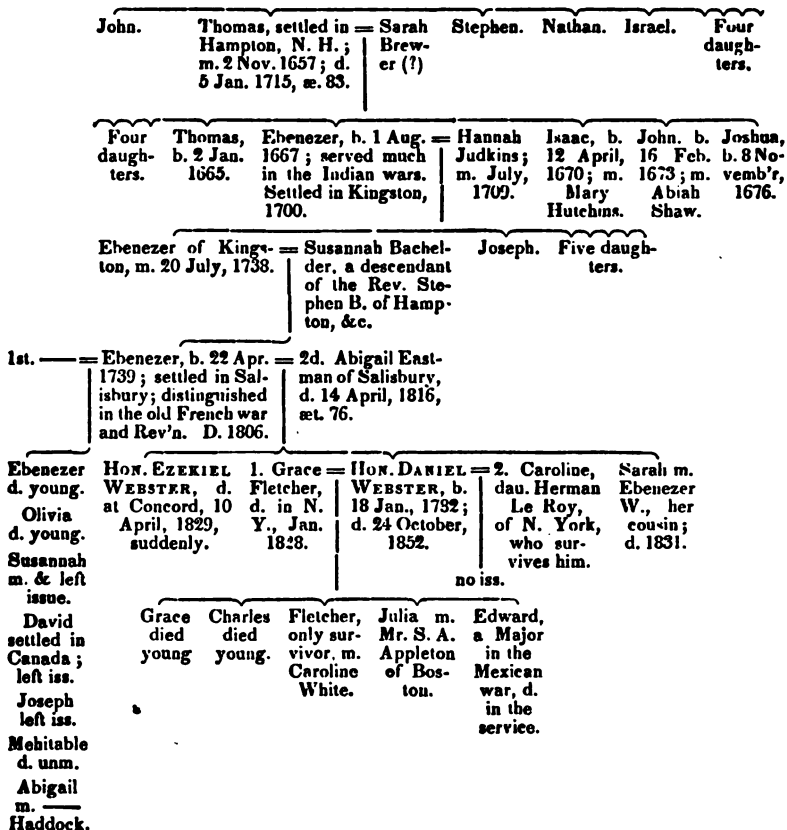 John.
Thomas, settled in
Hampton, N. H.;
m. 2 Nov. 1657; d.
5 Jan. 1715, æ. 83.
= Sarah
Brew-
er (?)
Stephen. Nathan. Israel.
Four
daugh-
ters.
Four
daugh-
ters.
Thomas,
b. 2 Jan.
1665.
Ebenezer, b. 1 Aug.
1667; served much
in the Indian wars.
Settled in Kingston,
1700.
= Hannah
Judkins;
m. July,
1709.
Isaac, b.
12 April,
1670; m.
Mary
Hutchins.
John. b.
16 Feb.
1673; m.
Abiah
Shaw.
Joshua,
b. 8 No-
vemb'r,
1676.
Ebenezer of Kings-
ton, m. 20 July, 1738.
= Susannah Bachel-
der, a descendant
of the Rev. Ste-
phen B. of Hamp-
ton, &c.
Joseph.
Five daugh-
ters.
1st. —— =
Ebenezer, b. 22 Apr.
1739; settled in Sal-
isbury; distinguished
in the old French war
and Rev'n. D. 1806.
= 2d. Abigail East-
man of Salisbury,
d. 14 April, 1816,
æt. 76.
Ebenezer
d. young.
Olivia
d. young.
Susannah
m. & left
issue.
David
settled in
Canada;
left iss.
Joseph
left iss.
Mehitable
d. unm.
Abigail
m. ——
Haddock.
HON. EZEKIEL
WEBSTER, d.
at Concord, 10
April, 1829,
suddenly.
1. Grace =
Fletcher,
d. in N.
Y., Jan.
1828.
HON. DANIEL
WEBSTER, b.
18 Jan., 1782;
d. 24 October,
1852.
= 2. Caroline,
dau. Herman
Le Roy,
of N. York,
who sur-
vives him.
Sarah m.
Ebenezer
W., her
cousin;
d. 1831.
no iss.
Grace
died
young
Charles
died
young.
Fletcher,
only sur-
vivor, m.
Caroline
White.
Julia m.
Mr. S. A.
Appleton
of Bos-
ton.
Edward,
a Major
in the
Mexican
war, d.
in the
service.